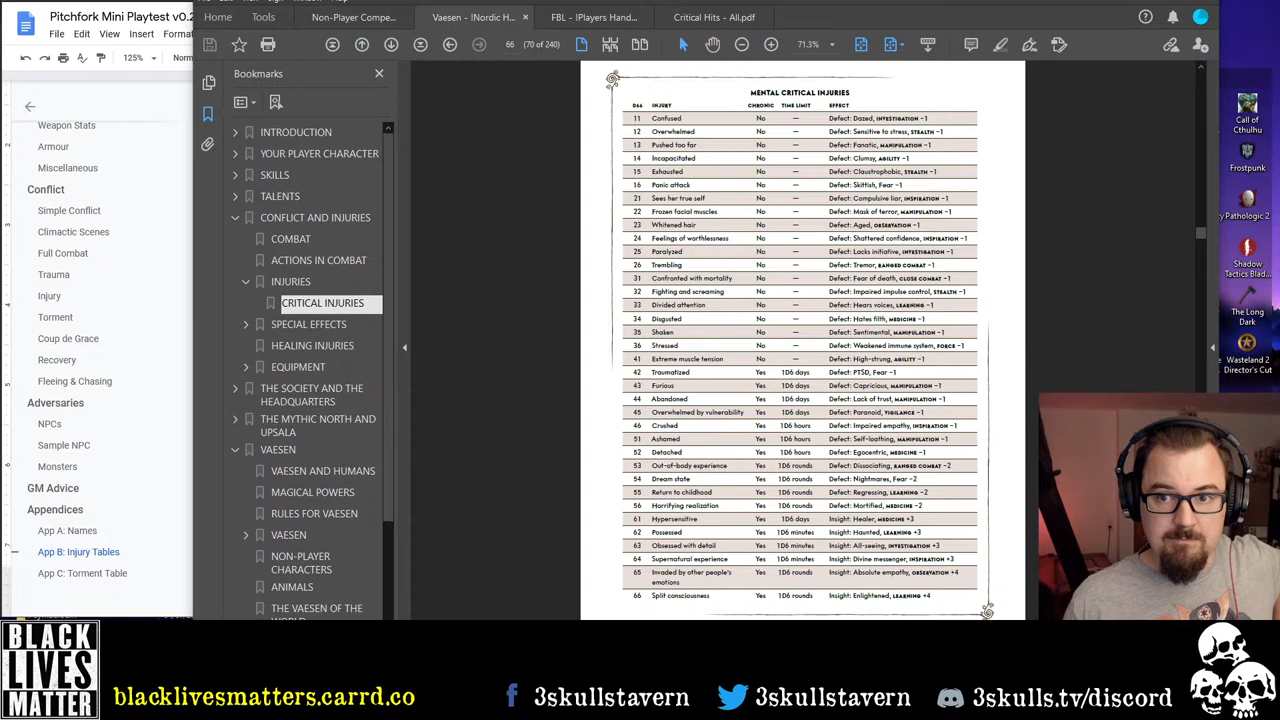 Pitchfork Mini Playtest v0.2
File Edit View Insert Format
125% Norm
Weapon Stats
Armour
Miscellaneous
Conflict
Simple Conflict
Climactic Scenes
Full Combat
Trauma
Injury
Torment
Coup de Grace
Recovery
Fleeing & Chasing
Adversaries
NPCs
Sample NPC
Monsters
GM Advice
Appendices
App A: Names
App B: Injury Tables
App C: Torment Table
Home Tools Non-Player Compe... Vaesen - !Nordic H... × FBL - !Players Hand... Critical Hits – All.pdf
66 (70 of 240) 71.3%
Bookmarks
INTRODUCTION
YOUR PLAYER CHARACTER
SKILLS
TALENTS
CONFLICT AND INJURIES
COMBAT
ACTIONS IN COMBAT
INJURIES
CRITICAL INJURIES
SPECIAL EFFECTS
HEALING INJURIES
EQUIPMENT
THE SOCIETY AND THE
HEADQUARTERS
THE MYTHIC NORTH AND
UPSALA
VAESEN
VAESEN AND HUMANS
MAGICAL POWERS
RULES FOR VAESEN
VAESEN
NON-PLAYER
CHARACTERS
ANIMALS
THE VAESEN OF THE
MENTAL CRITICAL INJURIES
D66 INJURY CHRONIC TIME LIMIT EFFECT
11 Confused No — Defect: Dazed, INVESTIGATION −1
12 Overwhelmed No — Defect: Sensitive to stress, STEALTH −1
13 Pushed too far No — Defect: Fanatic, MANIPULATION −1
14 Incapacitated No — Defect: Clumsy, AGILITY −1
15 Exhausted No — Defect: Claustrophobic, STEALTH −1
16 Panic attack No — Defect: Skittish, Fear −1
21 Sees her true self No — Defect: Compulsive liar, INSPIRATION −1
22 Frozen facial muscles No — Defect: Mask of terror, MANIPULATION −1
23 Whitened hair No — Defect: Aged, OBSERVATION −1
24 Feelings of worthlessness No — Defect: Shattered confidence, INSPIRATION −1
25 Paralyzed No — Defect: Lacks initiative, INVESTIGATION −1
26 Trembling No — Defect: Tremor, RANGED COMBAT −1
31 Confronted with mortality No — Defect: Fear of death, CLOSE COMBAT −1
32 Fighting and screaming No — Defect: Impaired impulse control, STEALTH −1
33 Divided attention No — Defect: Hears voices, LEARNING −1
34 Disgusted No — Defect: Hates filth, MEDICINE −1
35 Shaken No — Defect: Sentimental, MANIPULATION −1
36 Stressed No — Defect: Weakened immune system, FORCE −1
41 Extreme muscle tension No — Defect: High-strung, AGILITY −1
42 Traumatized Yes 1D6 days Defect: PTSD, Fear −1
43 Furious Yes 1D6 days Defect: Capricious, MANIPULATION −1
44 Abandoned Yes 1D6 days Defect: Lack of trust, MANIPULATION −1
45 Overwhelmed by vulnerability Yes 1D6 days Defect: Paranoid, VIGILANCE −1
46 Crushed Yes 1D6 hours Defect: Impaired empathy, INSPIRATION −1
51 Ashamed Yes 1D6 hours Defect: Self-loathing, MANIPULATION −1
52 Detached Yes 1D6 hours Defect: Egocentric, MEDICINE −1
53 Out-of-body experience Yes 1D6 rounds Defect: Dissociating, RANGED COMBAT −2
54 Dream state Yes 1D6 rounds Defect: Nightmares, Fear −2
55 Return to childhood Yes 1D6 rounds Defect: Regressing, LEARNING −2
56 Horrifying realization Yes 1D6 rounds Defect: Mortified, MEDICINE −2
61 Hypersensitive Yes 1D6 days Insight: Healer, MEDICINE +3
62 Possessed Yes 1D6 minutes Insight: Haunted, LEARNING +3
63 Obsessed with detail Yes 1D6 minutes Insight: All-seeing, INVESTIGATION +3
64 Supernatural experience Yes 1D6 minutes Insight: Divine messenger, INSPIRATION +3
65 Invaded by other people's Yes 1D6 rounds Insight: Absolute empathy, OBSERVATION +4
emotions
66 Split consciousness Yes 1D6 rounds Insight: Enlightened, LEARNING +4
Call of
Cthulhu
Frostpunk
Pathologic 2
Shadow
Tactics Blad...
The Long
Dark
Wasteland 2
Director's Cut
BLACK
LIVES
MATTER
blacklivesmatters.carrd.co
3skullstavern
3skullstavern
3skulls.tv/discord